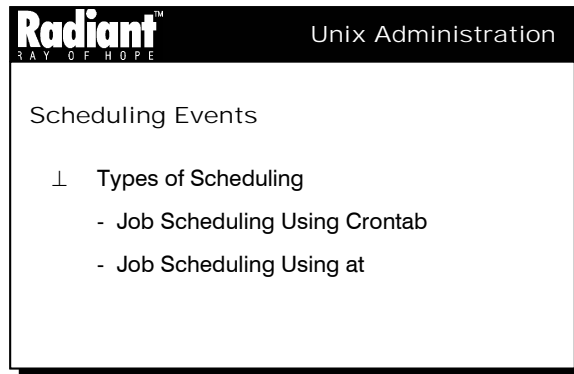 Radiant™
RAY OF HOPE
Unix Administration
Scheduling Events
⊥ Types of Scheduling
- Job Scheduling Using Crontab
- Job Scheduling Using at